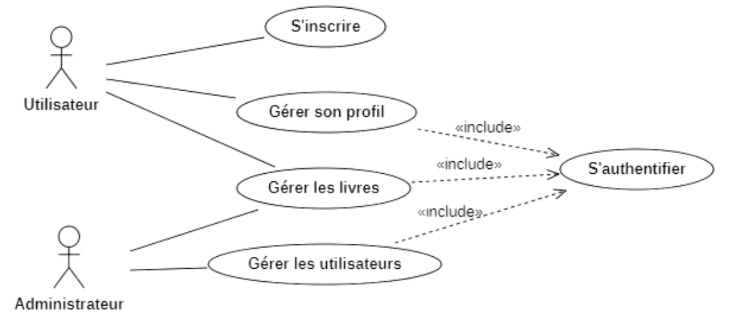 S'inscrire
Utilisateur
Gérer son profil
«include»
S'authentifier
«include»
Gérer les livres
«include»
Gérer les utilisateurs
Administrateur